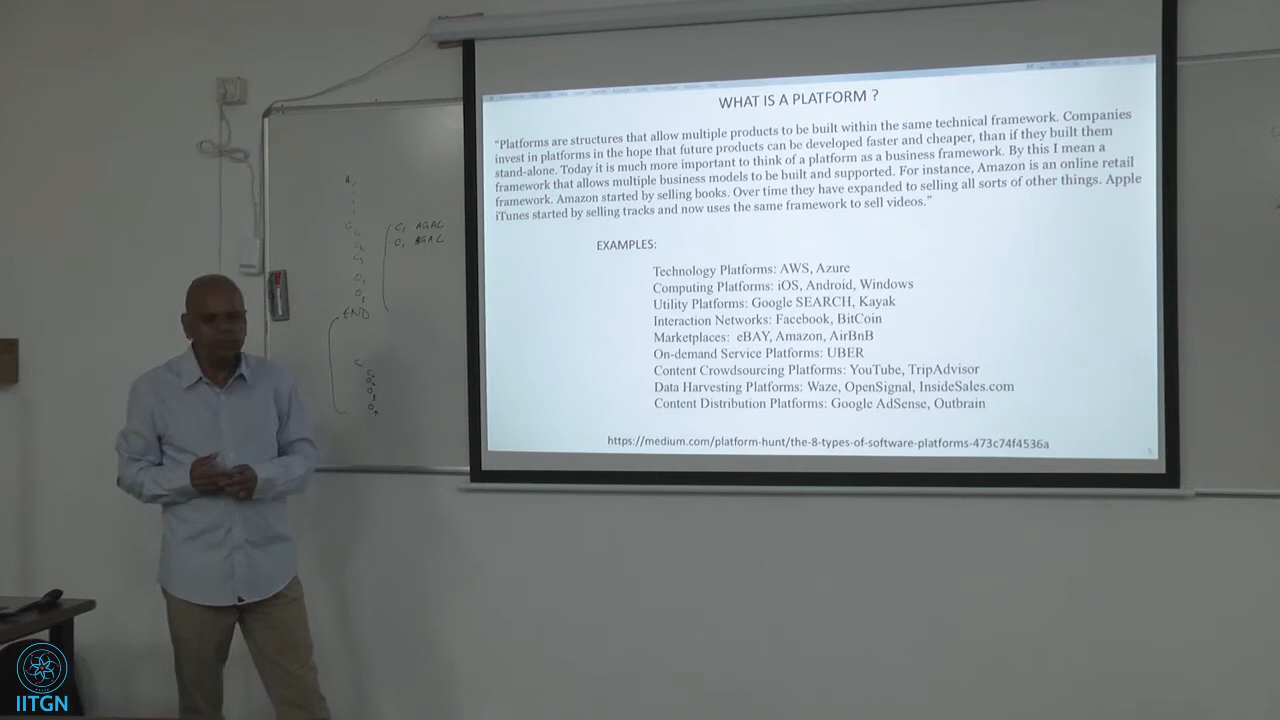 WHAT IS A PLATFORM ?
“Platforms are structures that allow multiple products to be built within the same technical framework. Companies
invest in platforms in the hope that future products can be developed faster and cheaper, than if they built them
stand-alone. Today it is much more important to think of a platform as a business framework. By this I mean a
framework that allows multiple business models to be built and supported. For instance, Amazon is an online retail
framework. Amazon started by selling books. Over time they have expanded to selling all sorts of other things. Apple
iTunes started by selling tracks and now uses the same framework to sell videos.”
EXAMPLES:
Technology Platforms: AWS, Azure
Computing Platforms: iOS, Android, Windows
Utility Platforms: Google SEARCH, Kayak
Interaction Networks: Facebook, BitCoin
Marketplaces: eBAY, Amazon, AirBnB
On-demand Service Platforms: UBER
Content Crowdsourcing Platforms: YouTube, TripAdvisor
Data Harvesting Platforms: Waze, OpenSignal, InsideSales.com
Content Distribution Platforms: Google AdSense, Outbrain
https://medium.com/platform-hunt/the-8-types-of-software-platforms-473c74f4536a
END
IITGN